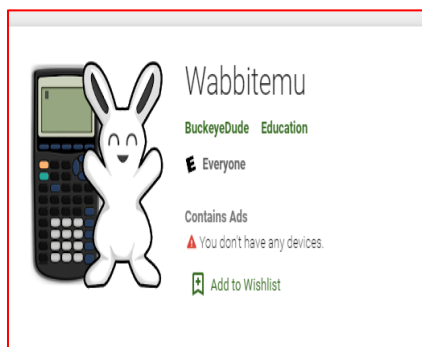 Wabbitemu
BuckeyeDude Education
E Everyone
Contains Ads
You don't have any devices.
Add to Wishlist